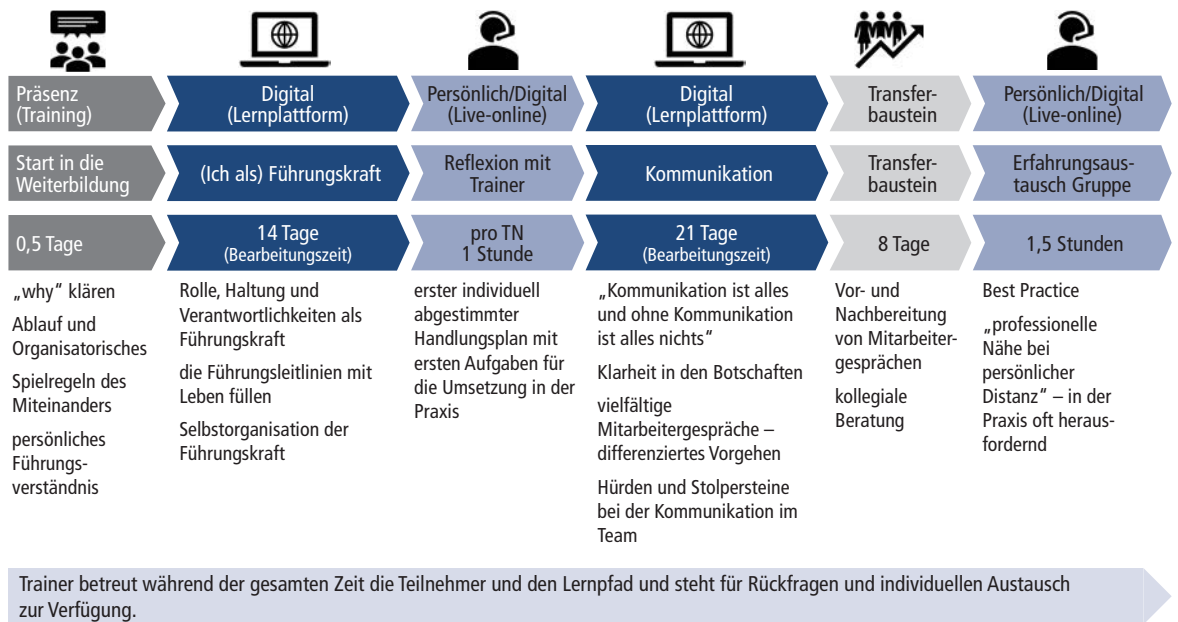 Präsenz
(Training)
Digital
(Lernplattform)
Persönlich/Digital
(Live-online)
Digital
(Lernplattform)
Transfer-
baustein
Persönlich/Digital
(Live-online)
Start in die
Weiterbildung
(Ich als) Führungskraft
Reflexion mit
Trainer
Kommunikation
Transfer-
baustein
Erfahrungsaus-
tausch Gruppe
0,5 Tage
14 Tage
(Bearbeitungszeit)
pro TN
1 Stunde
21 Tage
(Bearbeitungszeit)
8 Tage
1,5 Stunden
„why“ klären
Ablauf und
Organisatorisches
Spielregeln des
Miteinanders
persönliches
Führungs-
verständnis
Rolle, Haltung und
Verantwortlichkeiten als
Führungskraft
die Führungsleitlinien mit
Leben füllen
Selbstorganisation der
Führungskraft
erster individuell
abgestimmter
Handlungsplan mit
ersten Aufgaben für
die Umsetzung in der
Praxis
„Kommunikation ist alles
und ohne Kommunikation
ist alles nichts“
Klarheit in den Botschaften
vielfältige
Mitarbeitergespräche –
differenziertes Vorgehen
Hürden und Stolpersteine
bei der Kommunikation im
Team
Vor- und
Nachbereitung
von Mitarbeiter-
gesprächen
kollegiale
Beratung
Best Practice
„professionelle
Nähe bei
persönlicher
Distanz“ – in der
Praxis oft heraus-
fordernd
Trainer betreut während der gesamten Zeit die Teilnehmer und den Lernpfad und steht für Rückfragen und individuellen Austausch
zur Verfügung.